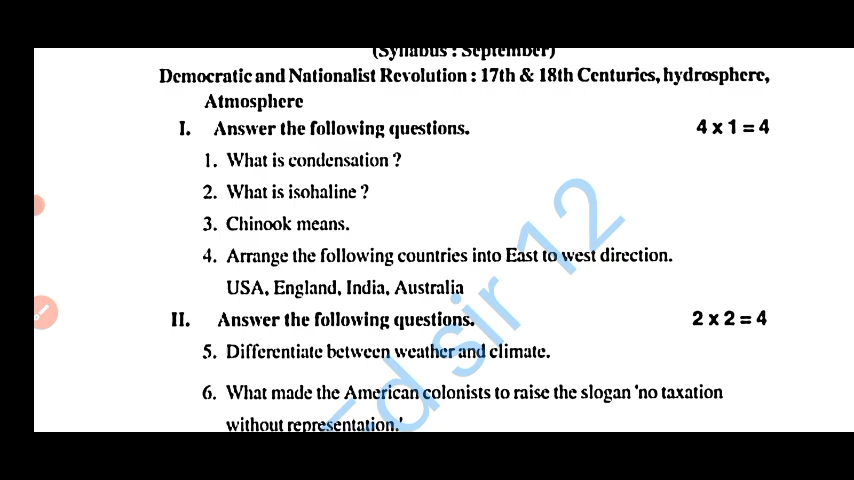 (Syllabus : September)
Democratic and Nationalist Revolution : 17th & 18th Centuries, hydrosphere,
Atmosphere
I. Answer the following questions. 4 x 1 = 4
1. What is condensation ?
2. What is isohaline ?
3. Chinook means.
4. Arrange the following countries into East to west direction.
USA, England, India, Australia
II. Answer the following questions. 2 x 2 = 4
5. Differentiate between weather and climate.
6. What made the American colonists to raise the slogan 'no taxation
without representation.'
Ed sir 12